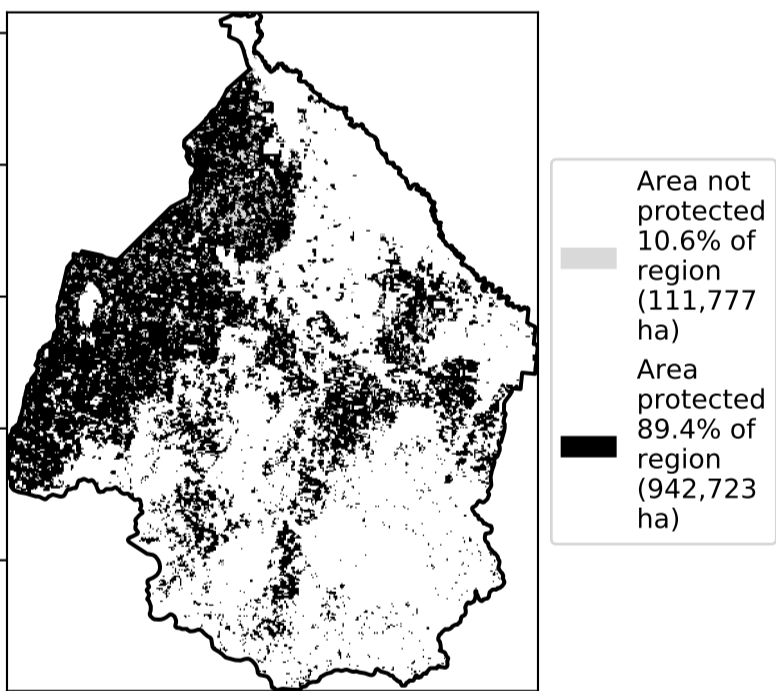 Area not
protected
10.6% of
region
(111,777
ha)
Area
protected
89.4% of
region
(942,723
ha)